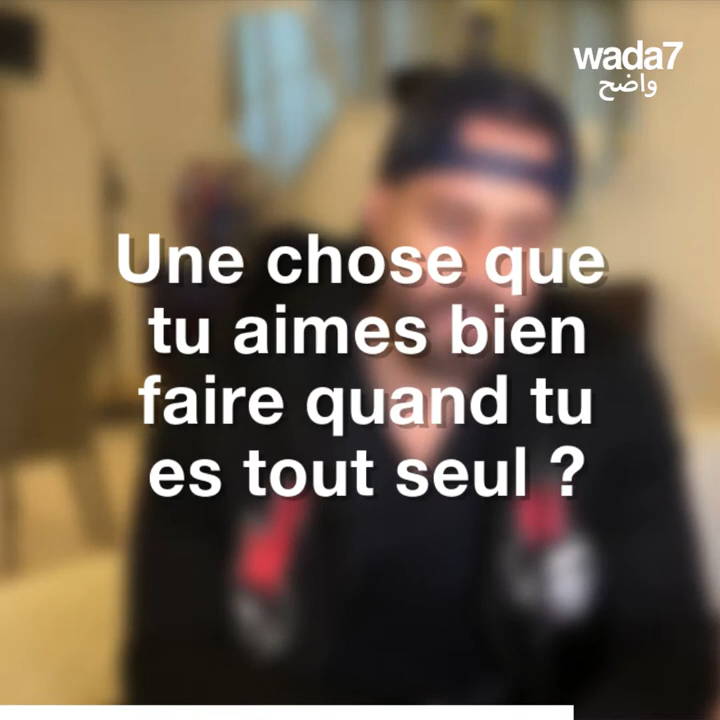 wada7
واضح
Une chose que
tu aimes bien
faire quand tu
es tout seul ?